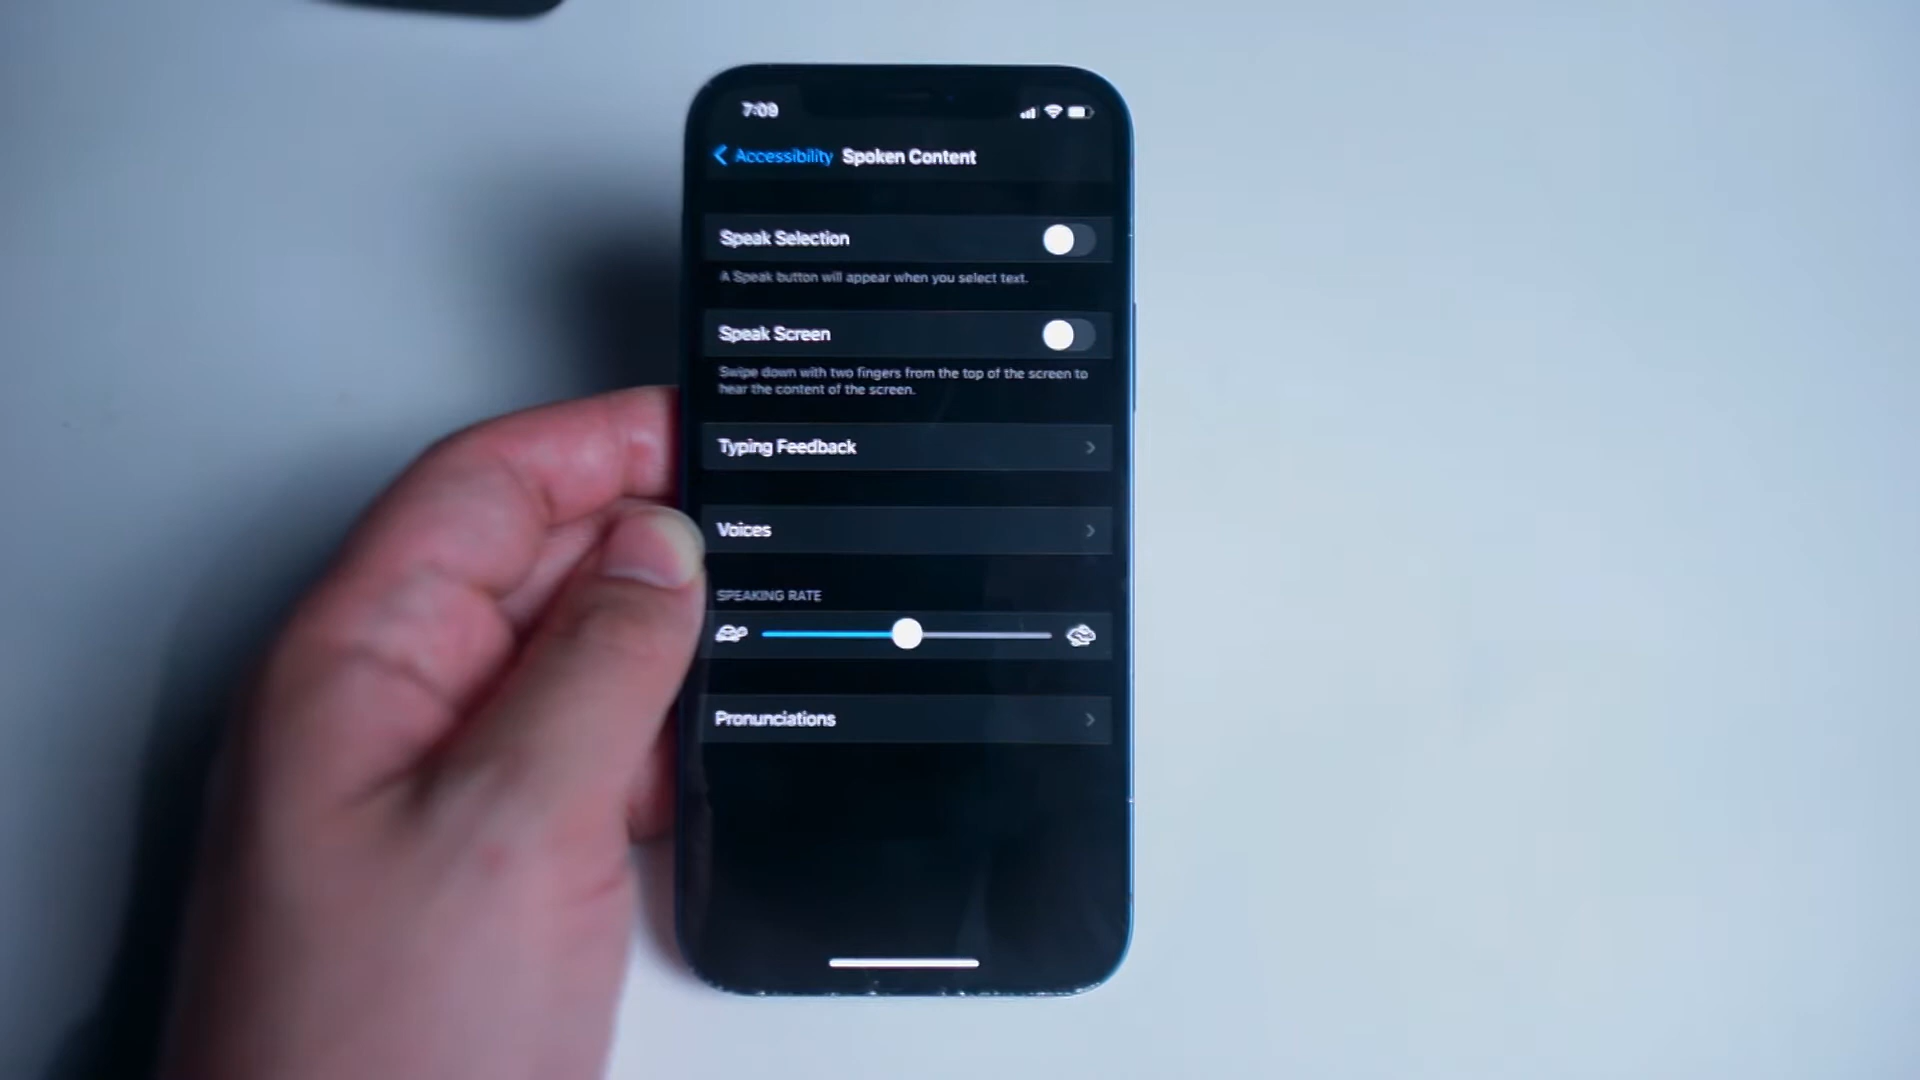 7:09
Accessibility Spoken Content
Speak Selection
A Speak button will appear when you select text.
Speak Screen
Swipe down with two fingers from the top of the screen to
hear the content of the screen.
Typing Feedback
Voices
SPEAKING RATE
Pronunciations